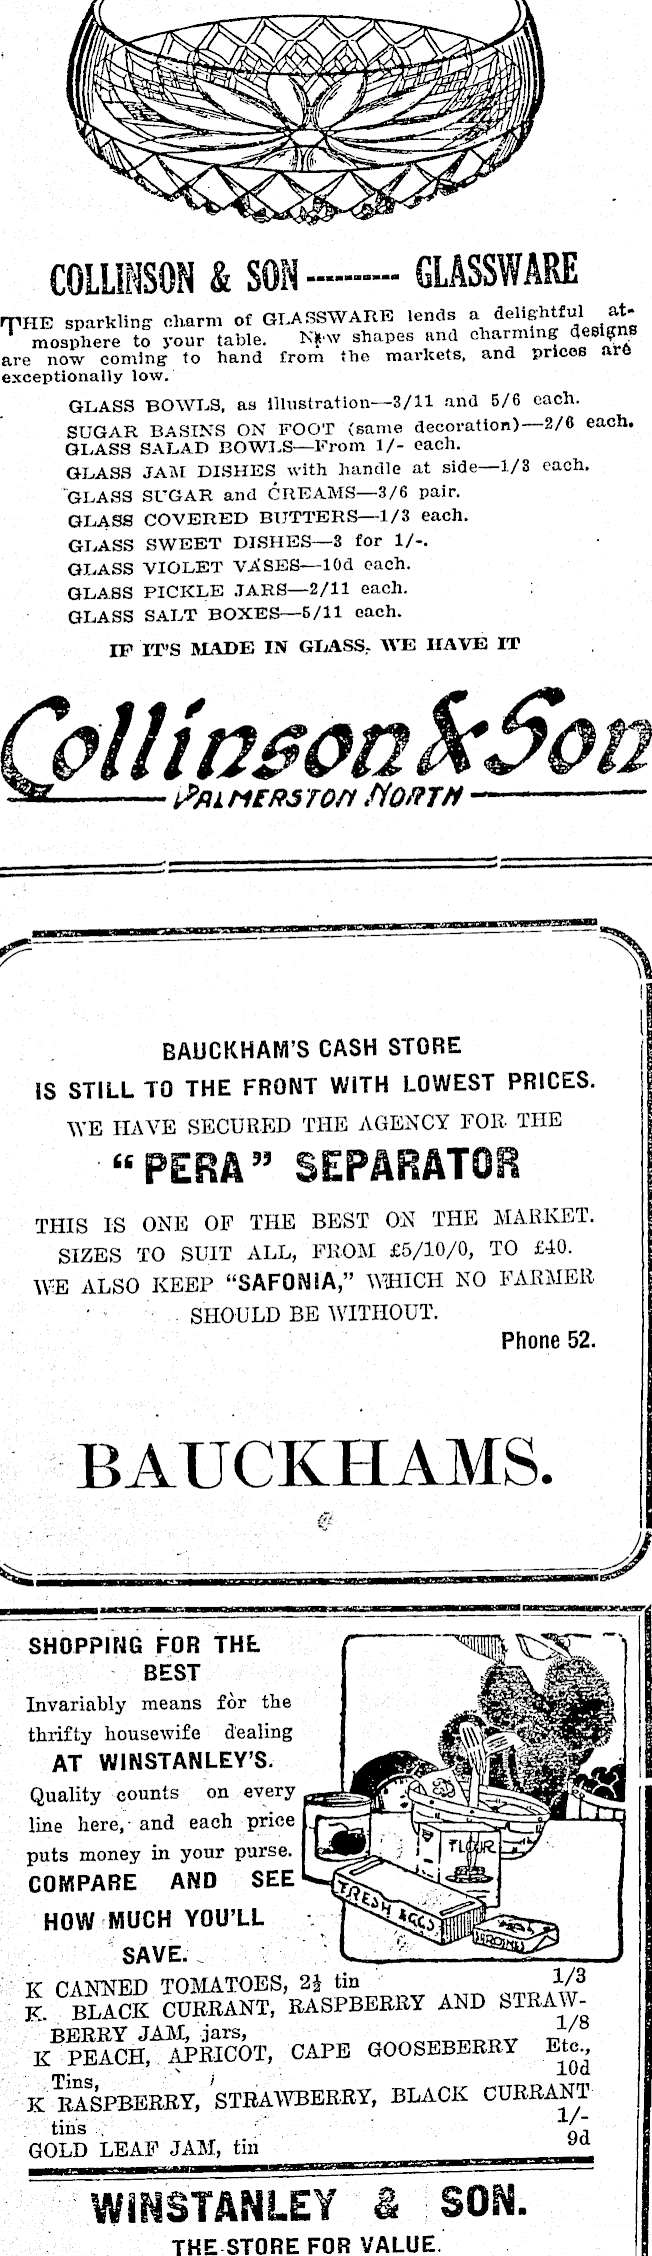 COLLINSON & SON ---------- GLASSWARE
THE sparkling charm of GLASSWARE lends a delightful at-
mosphere to your table. New shapes and charming designs
are now coming to hand from the markets, and prices are
exceptionally low.
GLASS BOWLS, as illustration—3/11 and 5/6 each.
SUGAR BASINS ON FOOT (same decoration)—2/6 each.
GLASS SALAD BOWLS—From 1/- each.
GLASS JAM DISHES with handle at side—1/3 each.
GLASS SUGAR and CREAMS—3/6 pair.
GLASS COVERED BUTTERS—1/3 each.
GLASS SWEET DISHES—3 for 1/-.
GLASS VIOLET VASES—10d each.
GLASS PICKLE JARS—2/11 each.
GLASS SALT BOXES—5/11 each.
IF IT'S MADE IN GLASS, WE HAVE IT
Collinson & Son
PALMERSTON NORTH
BAUCKHAM'S CASH STORE
IS STILL TO THE FRONT WITH LOWEST PRICES.
WE HAVE SECURED THE AGENCY FOR THE
"PERA" SEPARATOR
THIS IS ONE OF THE BEST ON THE MARKET.
SIZES TO SUIT ALL, FROM £5/10/0, TO £40.
WE ALSO KEEP "SAFONIA," WHICH NO FARMER
SHOULD BE WITHOUT.
Phone 52.
BAUCKHAMS.
SHOPPING FOR THE
BEST
Invariably means for the
thrifty housewife dealing
AT WINSTANLEY'S.
Quality counts on every
line here, and each price
puts money in your purse.
COMPARE AND SEE
HOW MUCH YOU'LL
SAVE.
FLOUR
FRESH EGGS
K CANNED TOMATOES, 2½ tin 1/3
K. BLACK CURRANT, RASPBERRY AND STRAW-
BERRY JAM, jars, 1/8
K PEACH, APRICOT, CAPE GOOSEBERRY Etc.,
Tins, 10d
K RASPBERRY, STRAWBERRY, BLACK CURRANT
tins 1/-
GOLD LEAF JAM, tin 9d
WINSTANLEY & SON.
THE STORE FOR VALUE.